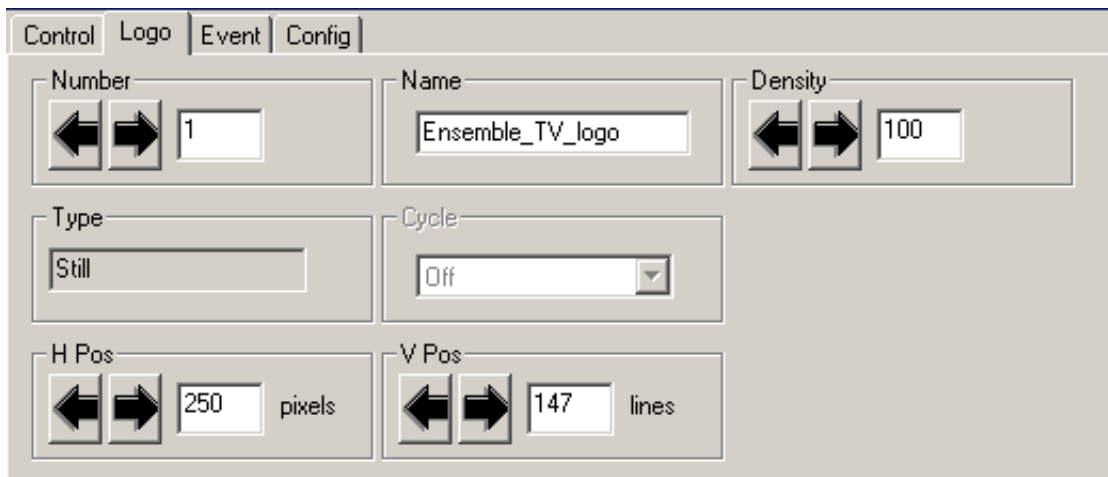 Control Logo Event Config
Number Name Density
1 Ensemble_TV_logo 100
Type Cycle
Still Off
H Pos V Pos
250 pixels 147 lines